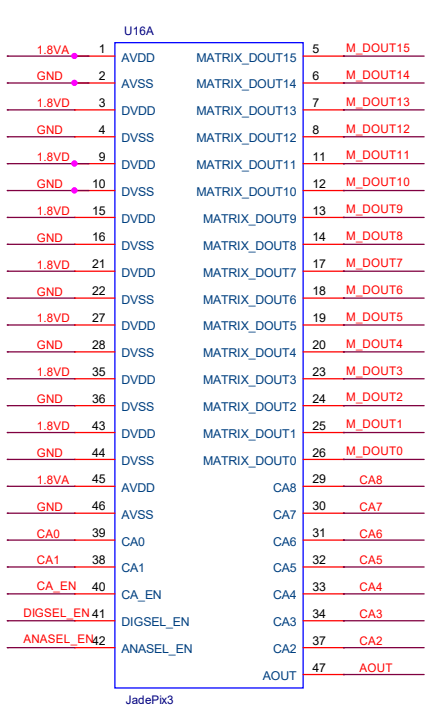 U16A
1.8VA 1 AVDD MATRIX_DOUT15 5 M_DOUT15
GND 2 AVSS MATRIX_DOUT14 6 M_DOUT14
1.8VD 3 DVDD MATRIX_DOUT13 7 M_DOUT13
GND 4 DVSS MATRIX_DOUT12 8 M_DOUT12
1.8VD 9 DVDD MATRIX_DOUT11 11 M_DOUT11
GND 10 DVSS MATRIX_DOUT10 12 M_DOUT10
1.8VD 15 DVDD MATRIX_DOUT9 13 M_DOUT9
GND 16 DVSS MATRIX_DOUT8 14 M_DOUT8
1.8VD 21 DVDD MATRIX_DOUT7 17 M_DOUT7
GND 22 DVSS MATRIX_DOUT6 18 M_DOUT6
1.8VD 27 DVDD MATRIX_DOUT5 19 M_DOUT5
GND 28 DVSS MATRIX_DOUT4 20 M_DOUT4
1.8VD 35 DVDD MATRIX_DOUT3 23 M_DOUT3
GND 36 DVSS MATRIX_DOUT2 24 M_DOUT2
1.8VD 43 DVDD MATRIX_DOUT1 25 M_DOUT1
GND 44 DVSS MATRIX_DOUT0 26 M_DOUT0
1.8VA 45 AVDD CA8 29 CA8
GND 46 AVSS CA7 30 CA7
CA0 39 CA0 CA6 31 CA6
CA1 38 CA1 CA5 32 CA5
CA_EN 40 CA_EN CA4 33 CA4
DIGSEL_EN 41 DIGSEL_EN CA3 34 CA3
ANASEL_EN 42 ANASEL_EN CA2 37 CA2
AOUT 47 AOUT
JadePix3